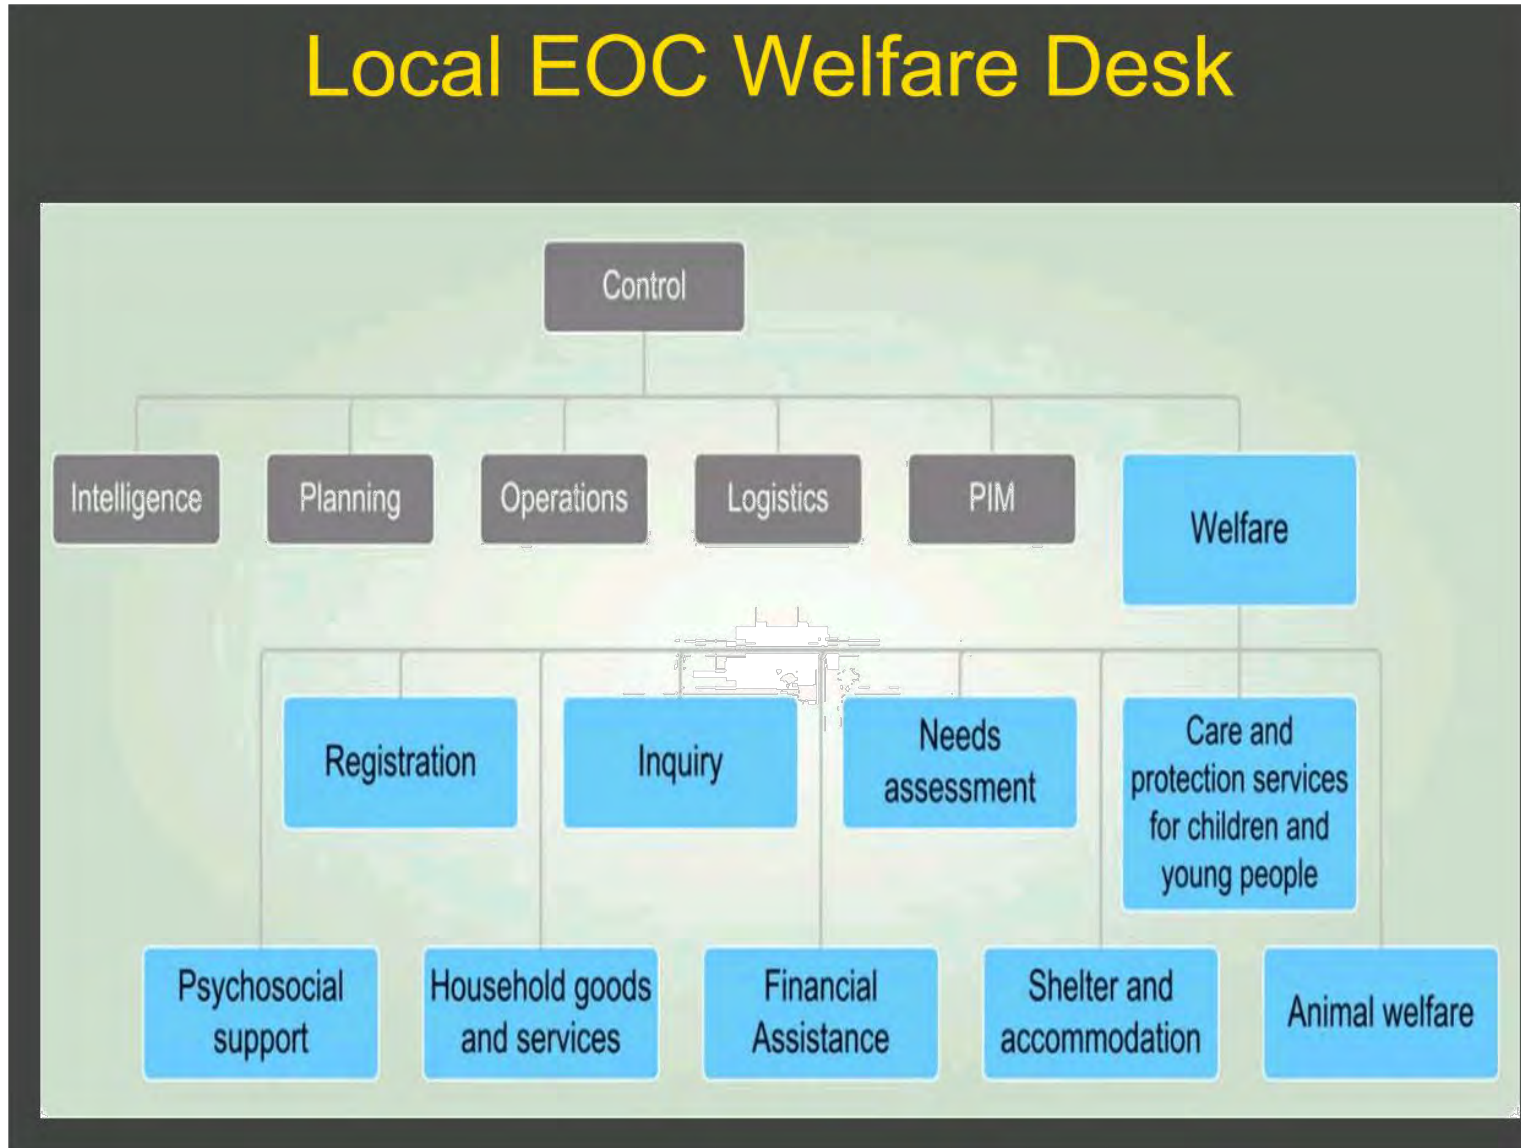 Local EOC Welfare Desk
Control
Intelligence
Planning
Operations
Logistics
PIM
Welfare
Registration
Inquiry
Needs
assessment
Care and
protection services
for children and
young people
Psychosocial
support
Household goods
and services
Financial
Assistance
Shelter and
accommodation
Animal welfare